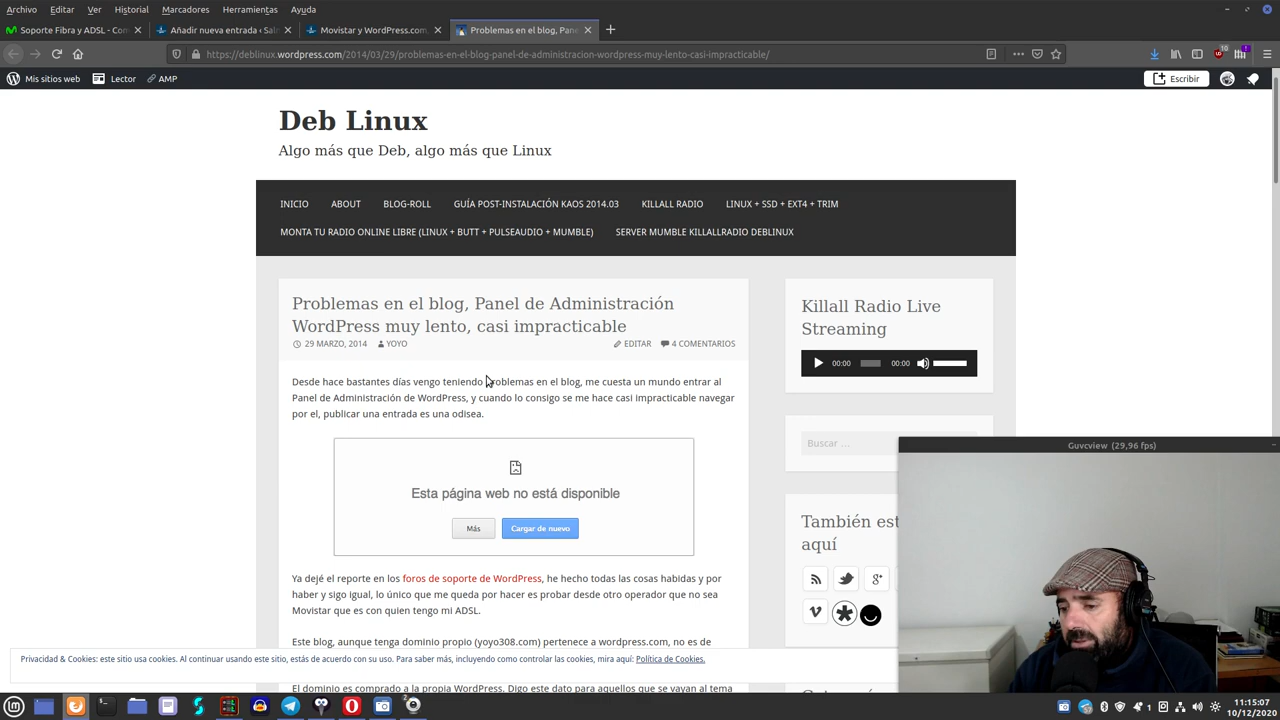 Archivo Editar Ver Historial Marcadores Herramientas Ayuda
Soporte Fibra y ADSL - Com
Añadir nueva entrada ‹ Saln
Movistar y WordPress.com,
Problemas en el blog, Pane
https://deblinux.wordpress.com/2014/03/29/problemas-en-el-blog-panel-de-administracion-wordpress-muy-lento-casi-impracticable/
Mis sitios web Lector AMP Escribir
Deb Linux
Algo más que Deb, algo más que Linux
INICIO ABOUT BLOG-ROLL GUÍA POST-INSTALACIÓN KAOS 2014.03 KILLALL RADIO LINUX + SSD + EXT4 + TRIM
MONTA TU RADIO ONLINE LIBRE (LINUX + BUTT + PULSEAUDIO + MUMBLE) SERVER MUMBLE KILLALLRADIO DEBLINUX
Problemas en el blog, Panel de Administración
WordPress muy lento, casi impracticable
29 MARZO, 2014 YOYO EDITAR 4 COMENTARIOS
Desde hace bastantes días vengo teniendo problemas en el blog, me cuesta un mundo entrar al
Panel de Administración de WordPress, y cuando lo consigo se me hace casi impracticable navegar
por el, publicar una entrada es una odisea.
Esta página web no está disponible
Más Cargar de nuevo
Ya dejé el reporte en los foros de soporte de WordPress, he hecho todas las cosas habidas y por
haber y sigo igual, lo único que me queda por hacer es probar desde otro operador que no sea
Movistar que es con quien tengo mi ADSL.
Este blog, aunque tenga dominio propio (yoyo308.com) pertenece a wordpress.com, no es de
El dominio es comprado a la propia WordPress. Digo este dato para aquellos que se vayan al tema
Killall Radio Live
Streaming
00:00 00:00
Buscar …
También est
aquí
Guvcview (29,96 fps)
Privacidad & Cookies: este sitio usa cookies. Al continuar usando este sitio, estás de acuerdo con su uso. Para saber más, incluyendo como controlar las cookies, mira aquí: Política de Cookies.
11:15:07
10/12/2020